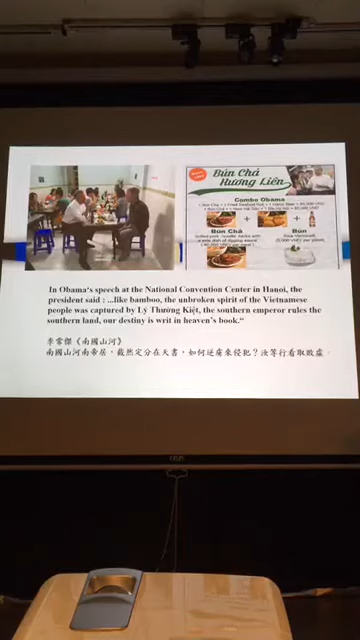 Bún Chả
Hương Liên
Combo Obama
Bún Chả
Bún
In Obama's speech at the National Convention Center in Hanoi, the
president said : ...like bamboo, the unbroken spirit of the Vietnamese
people was captured by Lý Thường Kiệt, the southern emperor rules the
southern land, our destiny is writ in heaven's book."
李常傑《南國山河》
南國山河南帝居，截然定分在天書，如何逆虜來侵犯？汝等行看取敗虛。